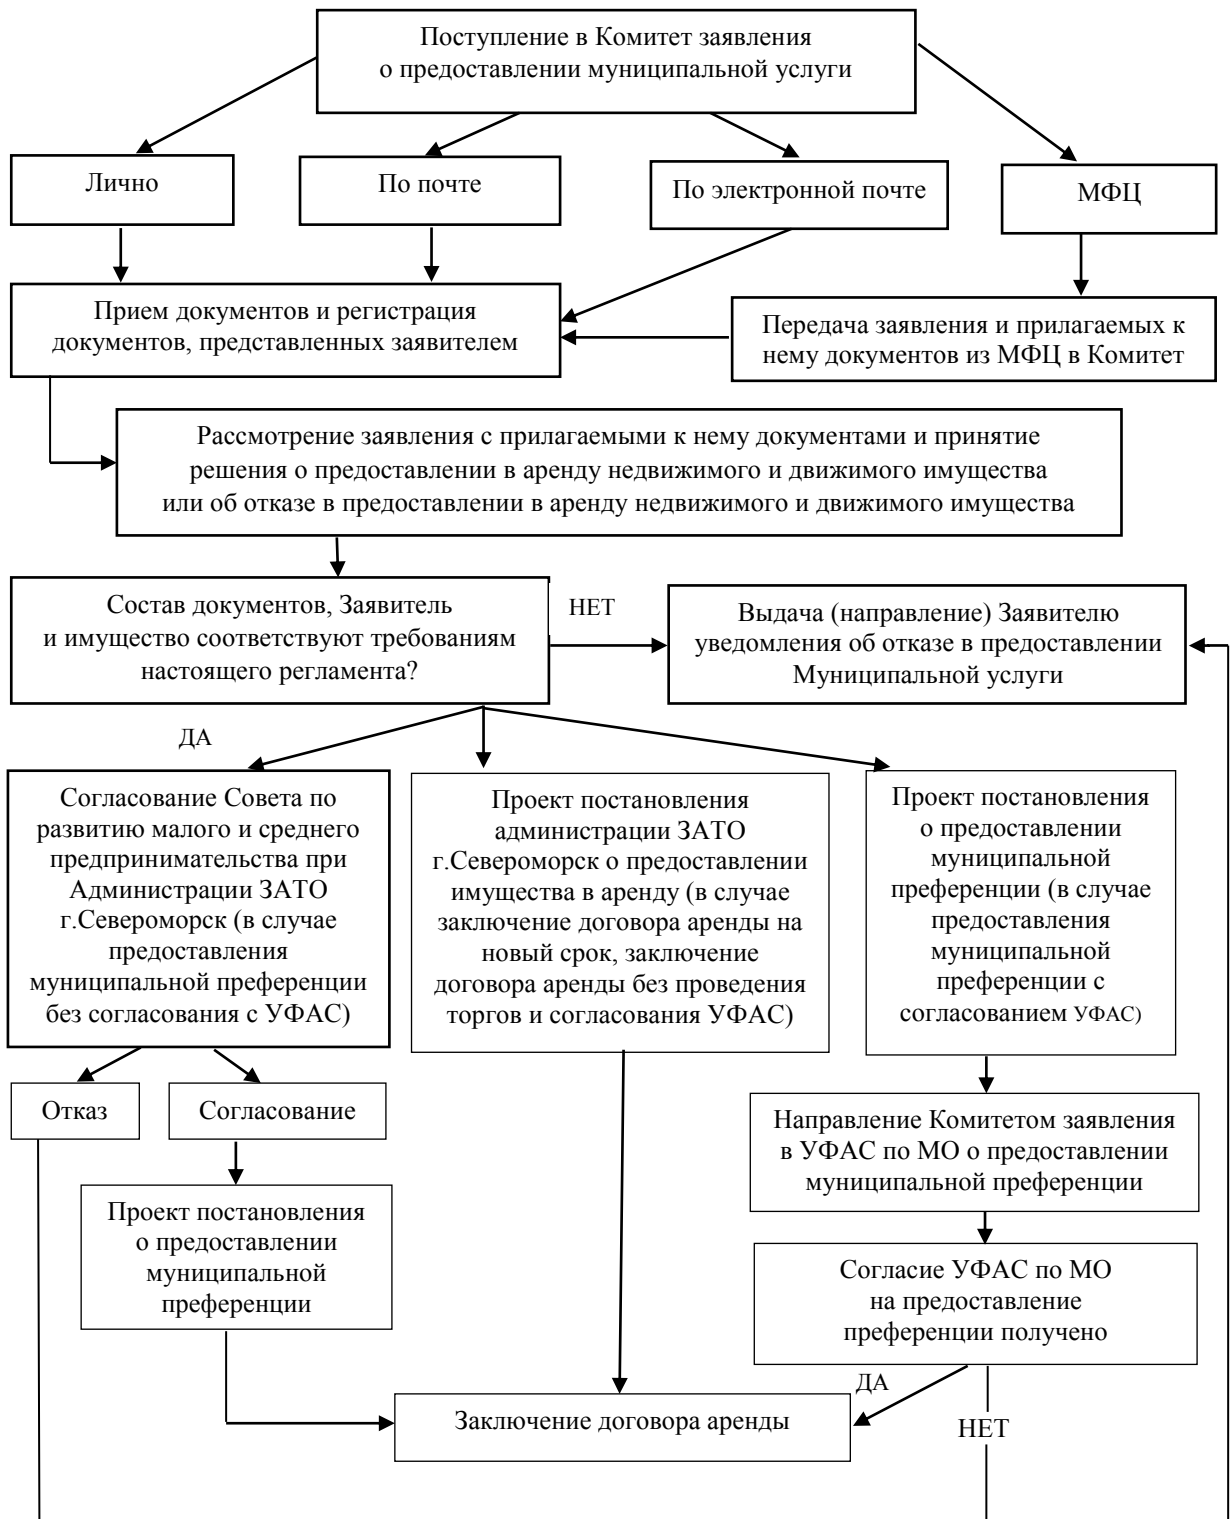 Поступление в Комитет заявления
о предоставлении муниципальной услуги
Лично
По почте
По электронной почте
МФЦ
Прием документов и регистрация
документов, представленных заявителем
Передача заявления и прилагаемых к
нему документов из МФЦ в Комитет
Рассмотрение заявления с прилагаемыми к нему документами и принятие
решения о предоставлении в аренду недвижимого и движимого имущества
или об отказе в предоставлении в аренду недвижимого и движимого имущества
Состав документов, Заявитель
и имущество соответствуют требованиям
настоящего регламента?
НЕТ
Выдача (направление) Заявителю
уведомления об отказе в предоставлении
Муниципальной услуги
ДА
Согласование Совета по
развитию малого и среднего
предпринимательства при
Администрации ЗАТО
г.Североморск (в случае
предоставления
муниципальной преференции
без согласования с УФАС)
Проект постановления
администрации ЗАТО
г.Североморск о предоставлении
имущества в аренду (в случае
заключение договора аренды на
новый срок, заключение
договора аренды без проведения
торгов и согласования УФАС)
Проект постановления
о предоставлении
муниципальной
преференции (в случае
предоставления
муниципальной
преференции с
согласованием УФАС)
Отказ
Согласование
Направление Комитетом заявления
в УФАС по МО о предоставлении
муниципальной преференции
Проект постановления
о предоставлении
муниципальной
преференции
Согласие УФАС по МО
на предоставление
преференции получено
ДА
Заключение договора аренды
НЕТ